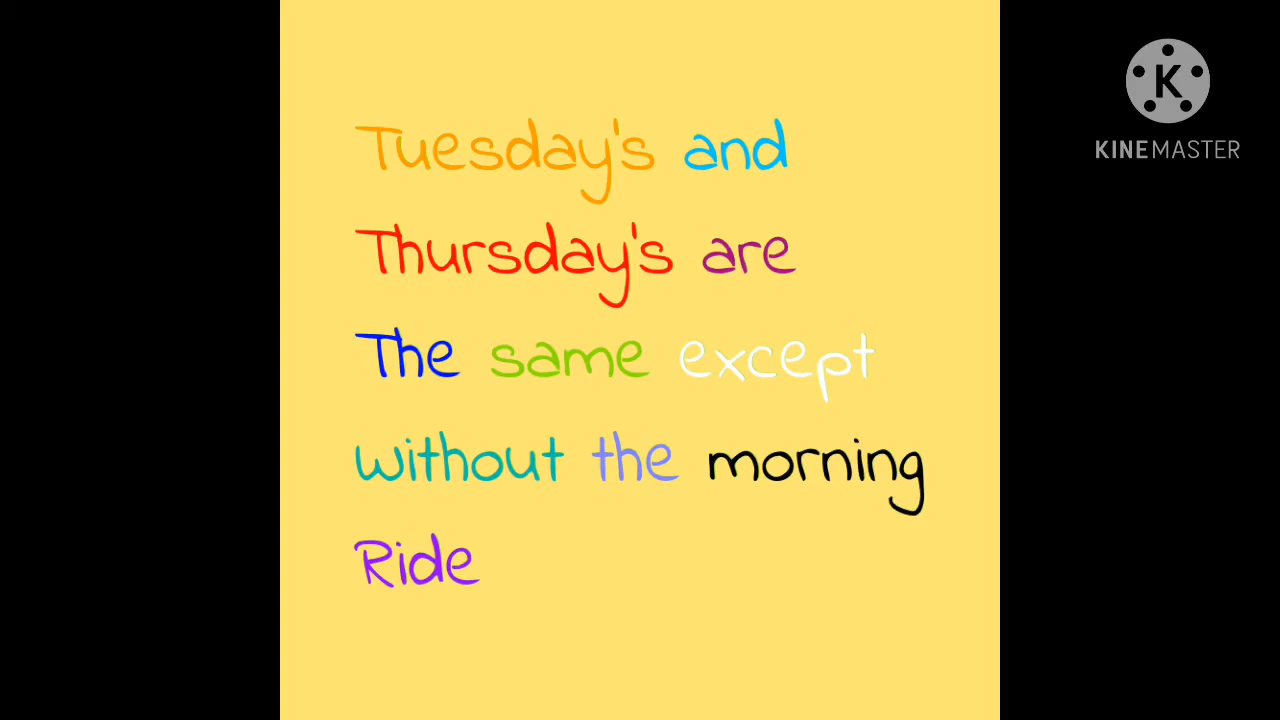 Tuesday's and
Thursday's are
The same except
without the morning
Ride
K
KINEMASTER